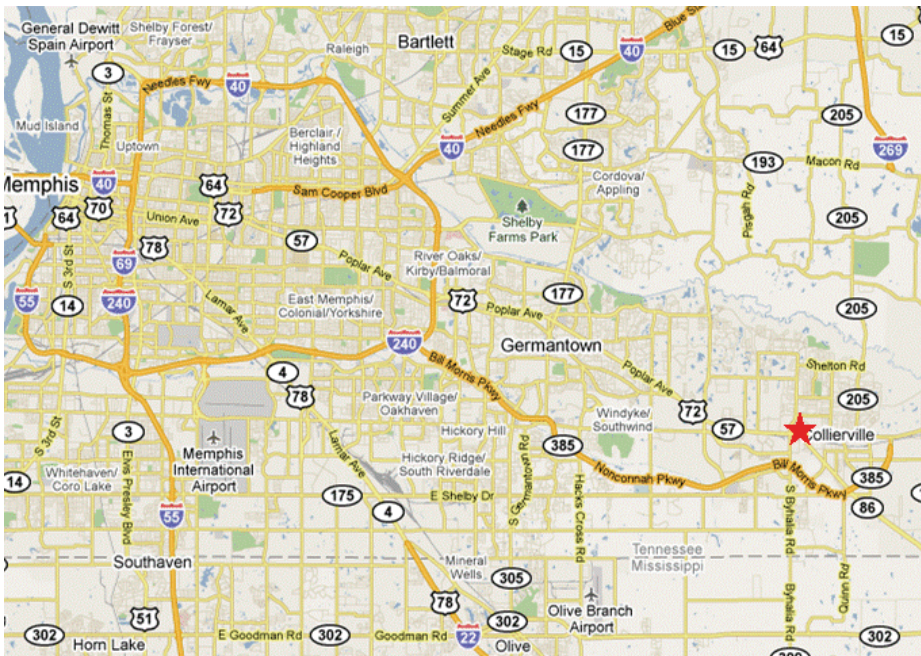 General Dewitt
Spain Airport
Shelby Forest/
Frayser
Raleigh
Bartlett
Stage Rd
15
40
15
64
15
3
Needles Fwy
40
Summer Ave
177
Needles Fwy
205
Mud Island
Thomas St
Uptown
Berclair /
Highland
Heights
40
177
193
Macon Rd
269
Memphis
40
64
Sam Cooper Blvd
Cordova/
Appling
64
70
72
Union Ave
Shelby
Farms Park
Pisgah Rd
205
78
57
Poplar Ave
River Oaks/
Kirby/Balmoral
S 3rd St
69
55
14
240
Lamar Ave
East Memphis/
Colonial/Yorkshire
72
Poplar Ave
177
205
240
Germantown
Bill Morris Pkwy
Poplar Ave
Shelton Rd
4
78
Parkway Village/
Oakhaven
72
205
S 3rd St
3
Hickory Hill
Windyke/
Southwind
57
Collierville
Memphis
International
Airport
Lamar Ave
Hickory Ridge/
South Riverdale
S Germantown Rd
385
Nonconnah Pkwy
Bill Morris Pkwy
385
Whitehaven/
Coro Lake
14
Elvis Presley Blvd
175
E Shelby Dr
Hacks Cross Rd
S Byhalia Rd
86
55
4
Southaven
Mineral
Wells
Tennessee
Mississippi
305
Quinn Rd
51
78
Olive Branch
Airport
Byhalia Rd
302
Horn Lake
E Goodman Rd
302
Goodman Rd
22
302
Olive
302